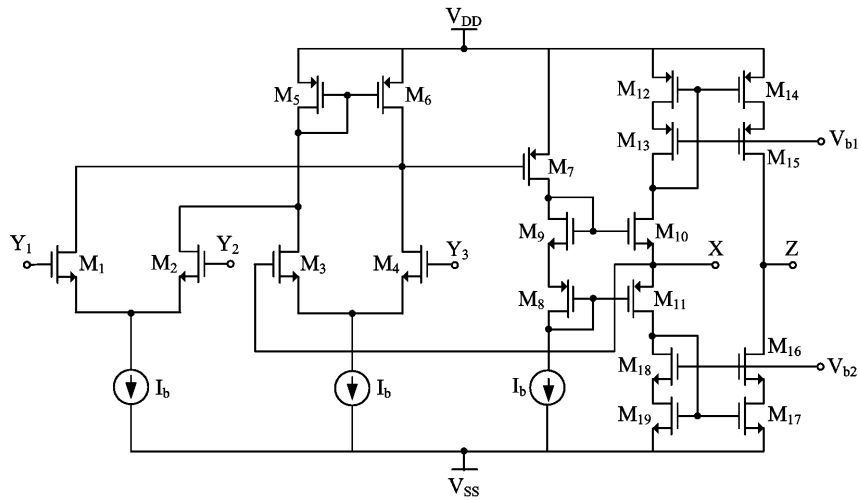 V_DD
M_5 M_6
M_12 M_14
M_7
M_13 M_15 V_b1
Y_1 M_1 M_2 Y_2 M_3 M_4 Y_3
M_9 M_10
X Z
M_8 M_11
M_16
I_b I_b I_b M_18 V_b2
M_19 M_17
V_SS